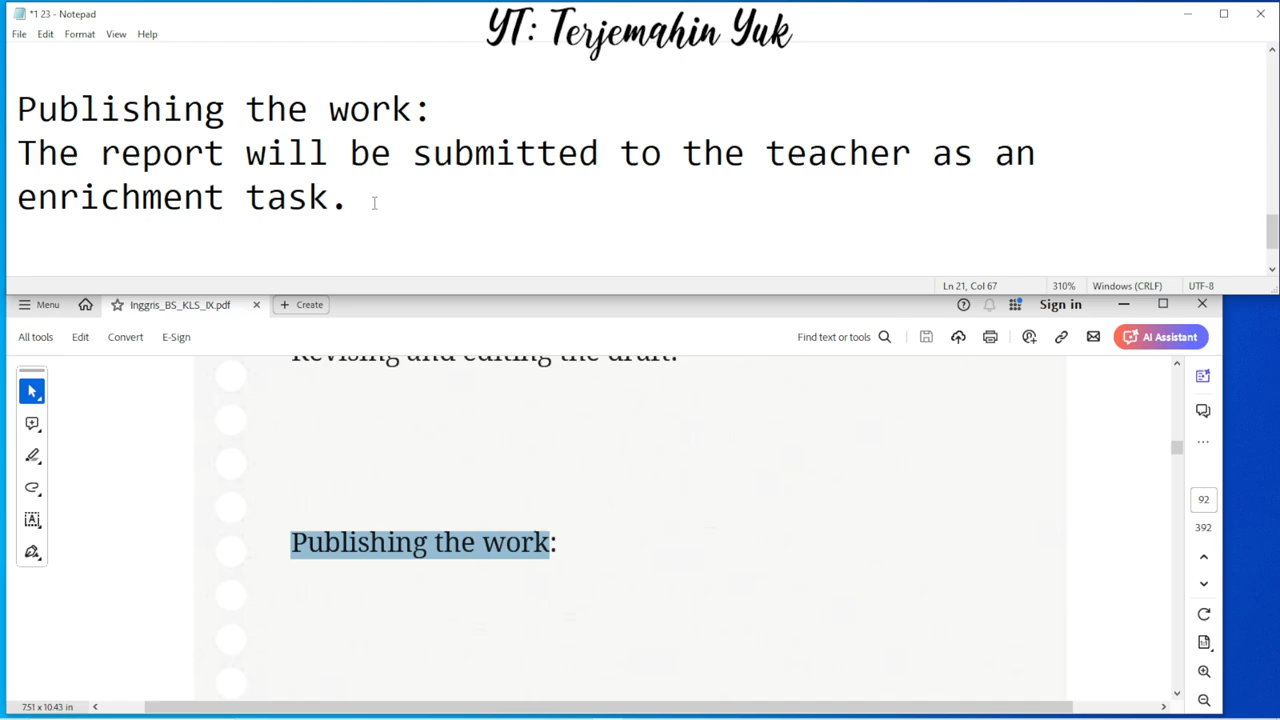 *1 23 - Notepad
YT: Terjemahin Yuk
File Edit Format View Help
Publishing the work:
The report will be submitted to the teacher as an
enrichment task.
Ln 21, Col 67 310% Windows (CRLF) UTF-8
Menu Inggris_BS_KLS_IX.pdf Create Sign in
All tools Edit Convert E-Sign Find text or tools AI Assistant
Revising and editing the draft:
92
392
Publishing the work:
7.51 x 10.43 in